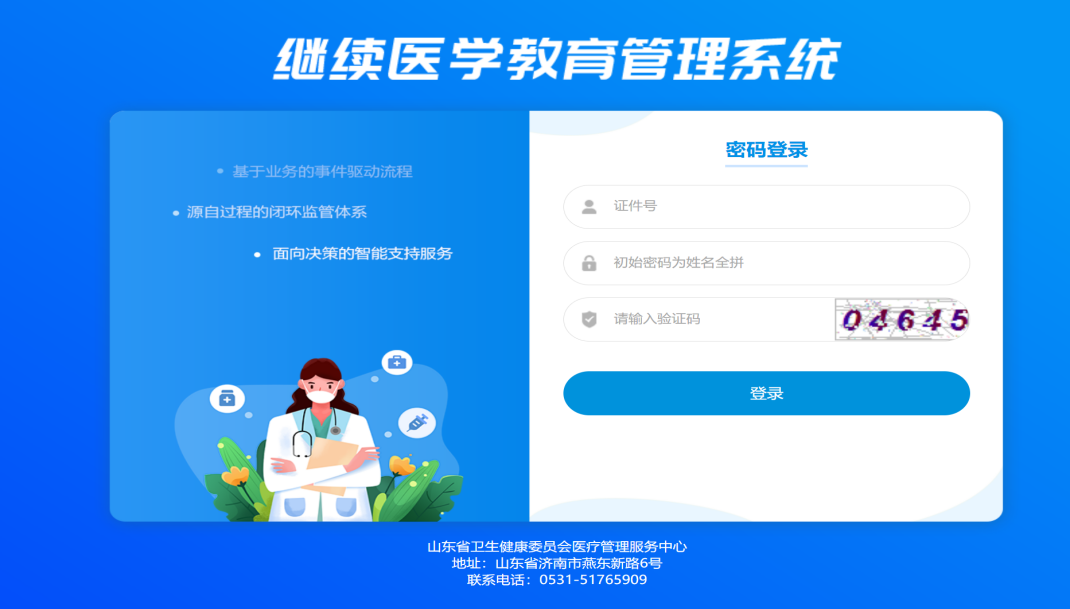 继续医学教育管理系统
• 基于业务的事件驱动流程
• 源自过程的闭环监管体系
• 面向决策的智能支持服务
密码登录
证件号
初始密码为姓名全拼
请输入验证码
04645
登录
山东省卫生健康委员会医疗管理服务中心
地址：山东省济南市燕东新路6号
联系电话：0531-51765909